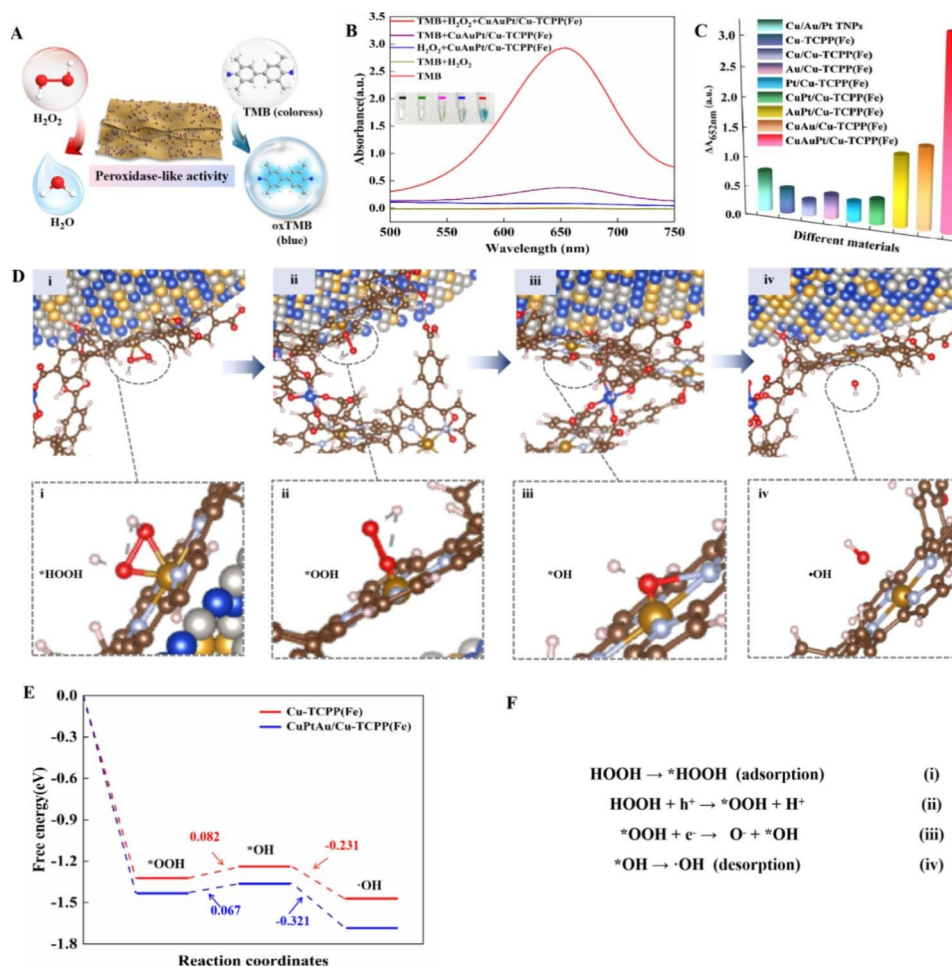 A
H₂O₂
H₂O
Peroxidase-like activity
TMB (coloress)
oxTMB
(blue)
B
TMB+H₂O₂+CuAuPt/Cu-TCPP(Fe)
TMB+CuAuPt/Cu-TCPP(Fe)
H₂O₂+CuAuPt/Cu-TCPP(Fe)
TMB+H₂O₂
TMB
Absorbance(a.u.)
3.5
3.0
2.5
2.0
1.5
1.0
0.5
0.0
500
550
600
650
700
750
Wavelength (nm)
C
Cu/Au/Pt TNPs
Cu-TCPP(Fe)
Cu/Cu-TCPP(Fe)
Au/Cu-TCPP(Fe)
Pt/Cu-TCPP(Fe)
CuPt/Cu-TCPP(Fe)
AuPt/Cu-TCPP(Fe)
CuAu/Cu-TCPP(Fe)
CuAuPt/Cu-TCPP(Fe)
ΔA652nm (a.u.)
3.0
2.5
2.0
1.5
1.0
0.5
0.0
Different materials
D
i
ii
iii
iv
i
*HOOH
ii
*OOH
iii
*OH
iv
•OH
E
Cu-TCPP(Fe)
CuPtAu/Cu-TCPP(Fe)
Free energy(eV)
0.0
-0.3
-0.6
-0.9
-1.2
-1.5
-1.8
*OOH
0.082
*OH
-0.231
·OH
0.067
-0.321
Reaction coordinates
F
HOOH → *HOOH (adsorption) (i)
HOOH + h⁺ → *OOH + H⁺ (ii)
*OOH + e⁻ → O⁻ + *OH (iii)
*OH → ·OH (desorption) (iv)